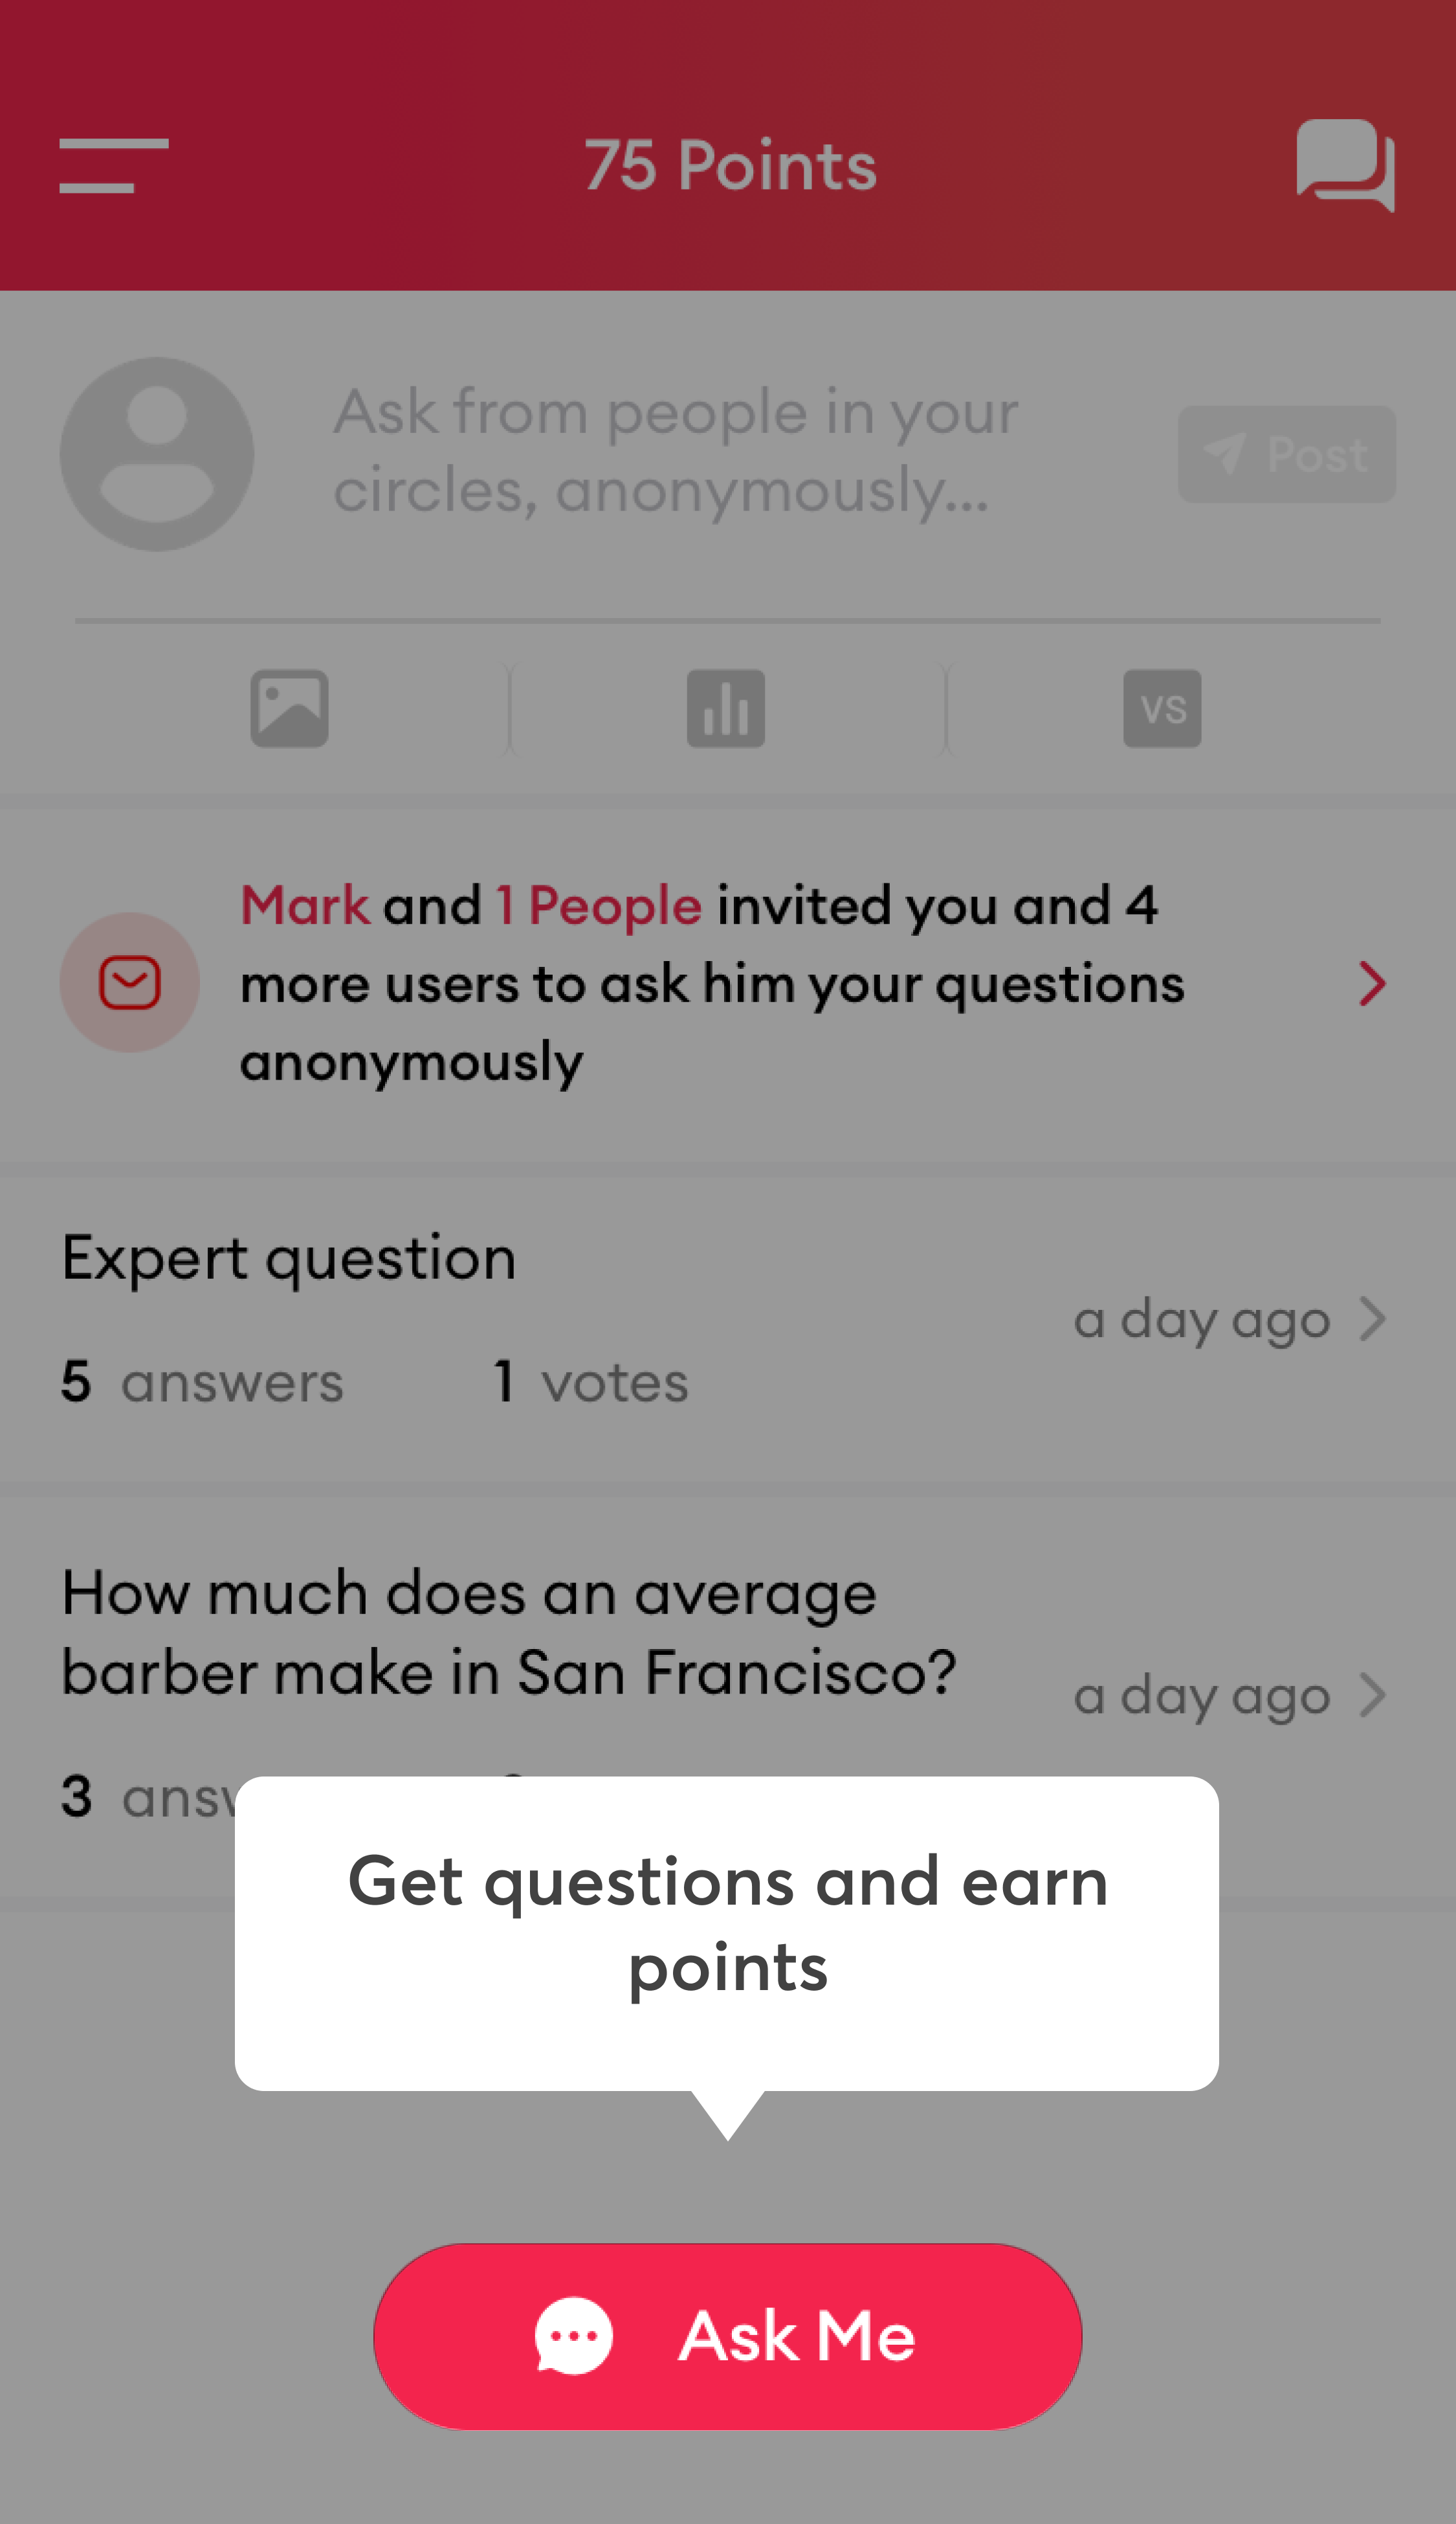 75 Points
Ask from people in your
circles, anonymously...
Post
VS
Mark and 1 People invited you and 4
more users to ask him your questions
anonymously
Expert question
a day ago
5 answers
1 votes
How much does an average
barber make in San Francisco?
a day ago
3
Get questions and earn
points
Ask Me